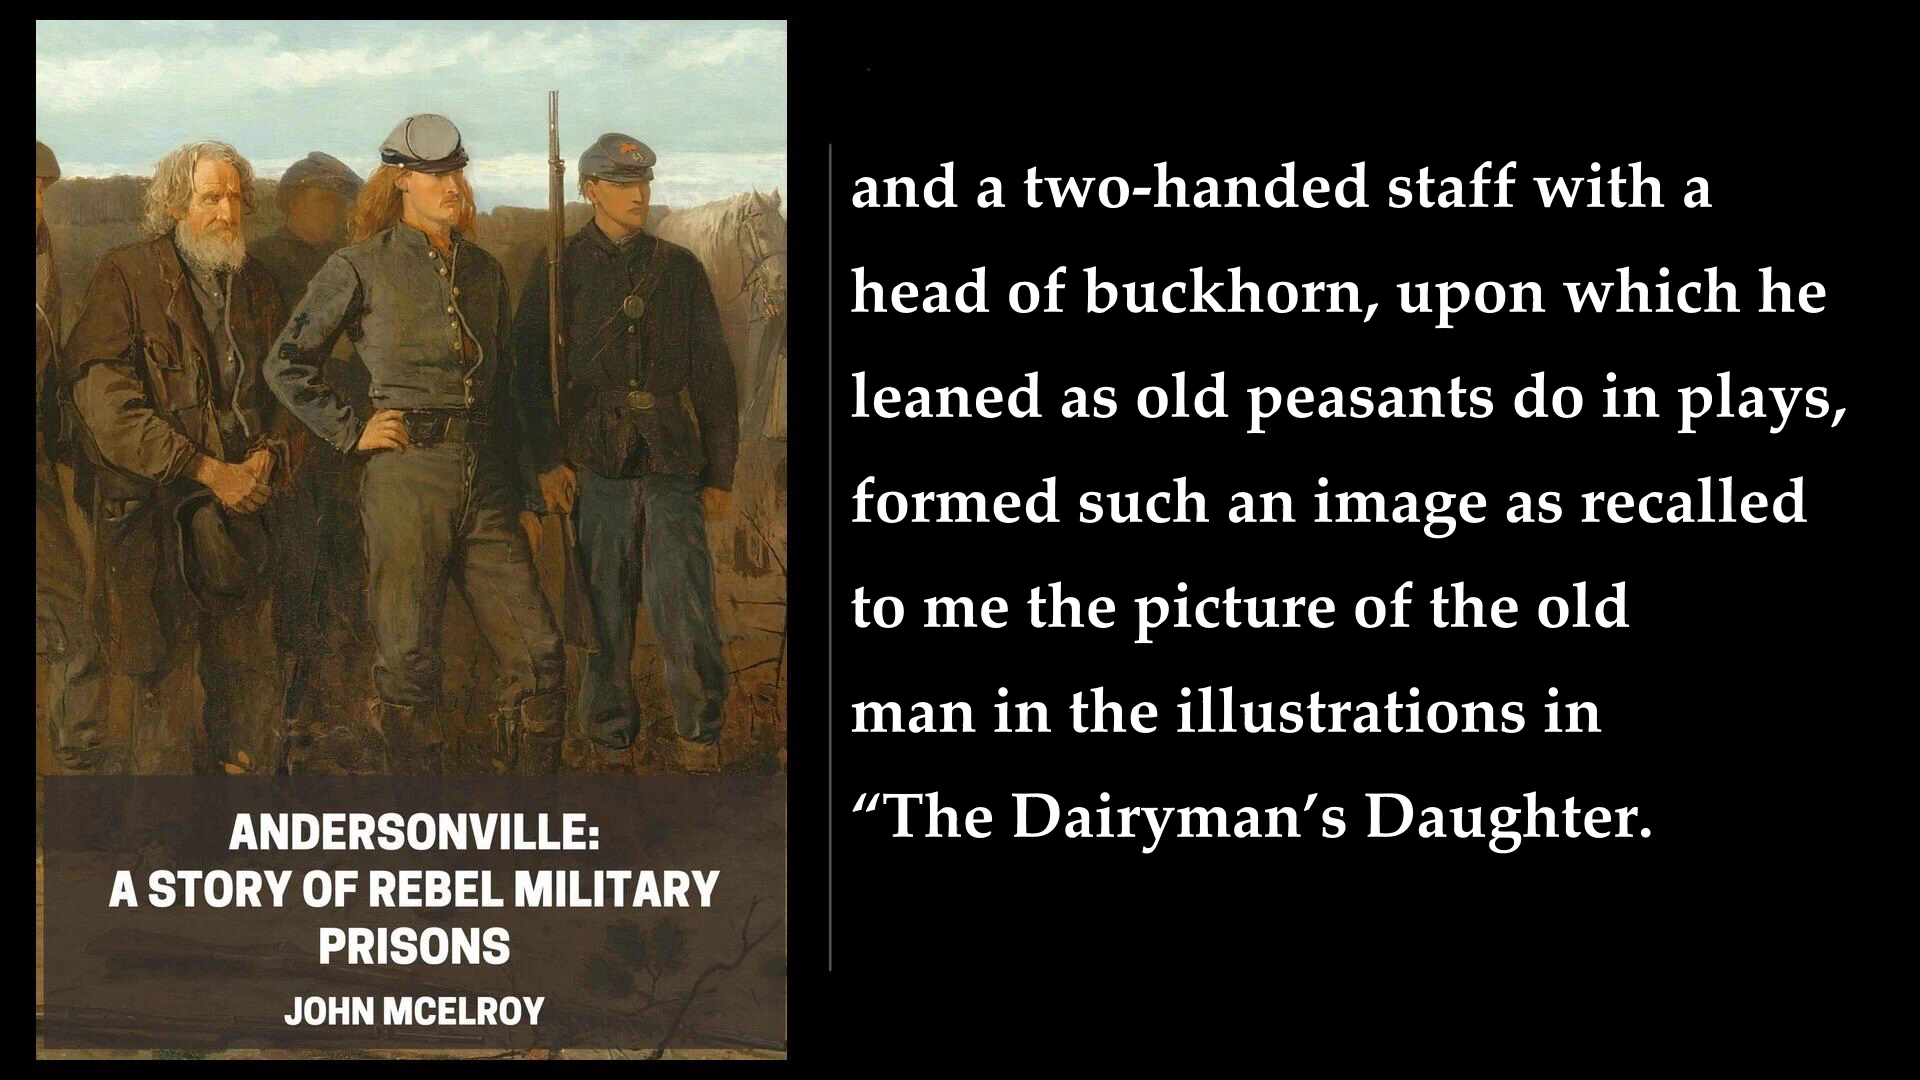 ANDERSONVILLE:
A STORY OF REBEL MILITARY
PRISONS
JOHN MCELROY
and a two-handed staff with a
head of buckhorn, upon which he
leaned as old peasants do in plays,
formed such an image as recalled
to me the picture of the old
man in the illustrations in
“The Dairyman’s Daughter.